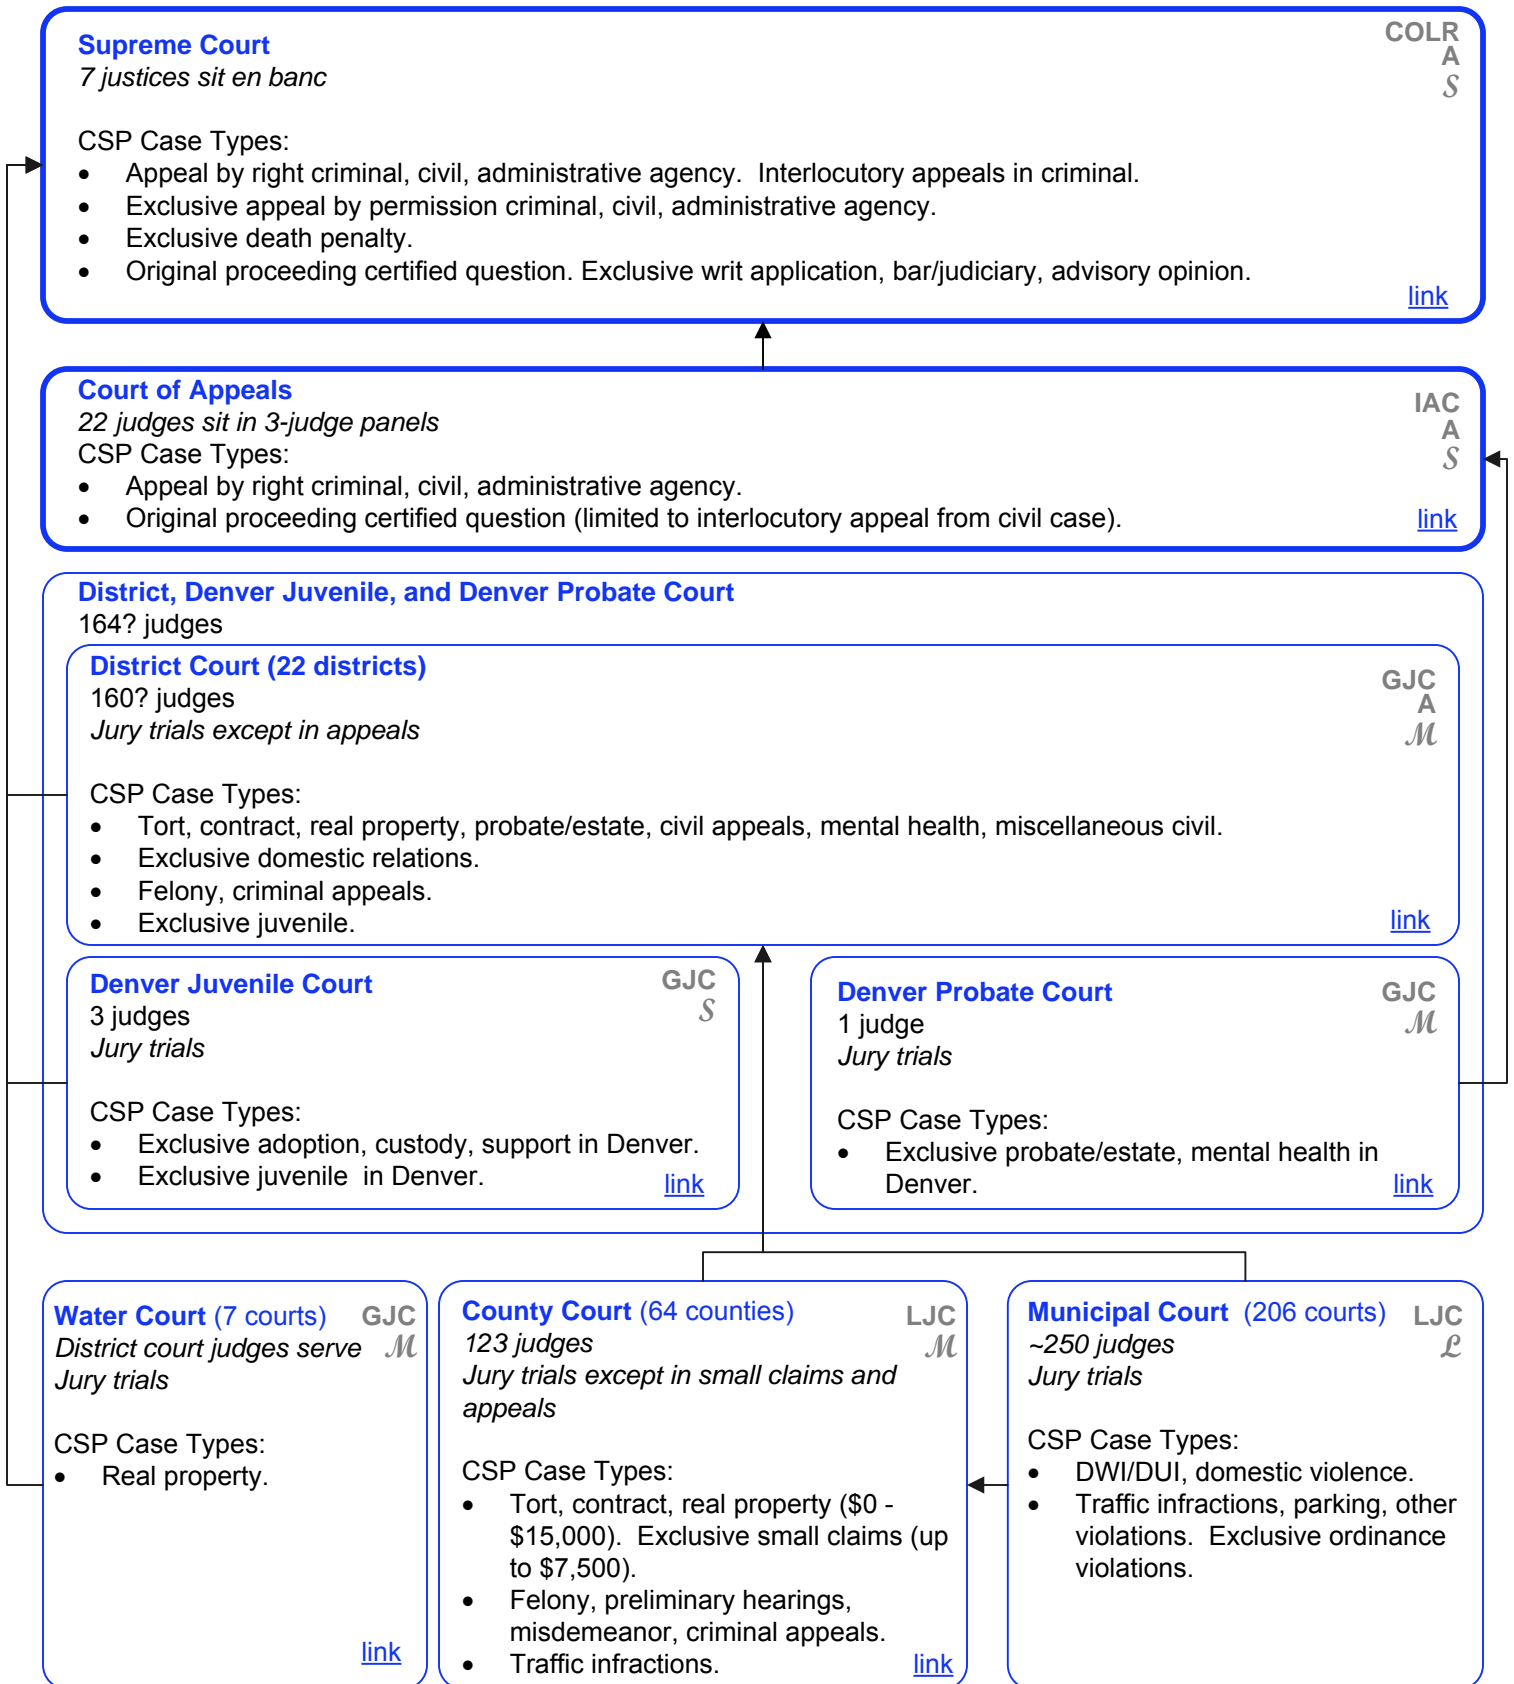 Supreme Court
COLR
7 justices sit en banc
A
S
CSP Case Types:
• Appeal by right criminal, civil, administrative agency.  Interlocutory appeals in criminal.
• Exclusive appeal by permission criminal, civil, administrative agency.
• Exclusive death penalty.
• Original proceeding certified question. Exclusive writ application, bar/judiciary, advisory opinion.
link
Court of Appeals
IAC
22 judges sit in 3-judge panels
A
CSP Case Types:
S
• Appeal by right criminal, civil, administrative agency.
• Original proceeding certified question (limited to interlocutory appeal from civil case).
link
District, Denver Juvenile, and Denver Probate Court
164? judges
District Court (22 districts)
GJC
160? judges
A
Jury trials except in appeals
M
CSP Case Types:
• Tort, contract, real property, probate/estate, civil appeals, mental health, miscellaneous civil.
• Exclusive domestic relations.
• Felony, criminal appeals.
• Exclusive juvenile.
link
Denver Juvenile Court
GJC
3 judges
S
Jury trials
CSP Case Types:
• Exclusive adoption, custody, support in Denver.
• Exclusive juvenile  in Denver.
link
Denver Probate Court
GJC
1 judge
M
Jury trials
CSP Case Types:
• Exclusive probate/estate, mental health in
Denver.
link
Water Court (7 courts)
GJC
District court judges serve
M
Jury trials
CSP Case Types:
• Real property.
link
County Court (64 counties)
LJC
123 judges
M
Jury trials except in small claims and
appeals
CSP Case Types:
• Tort, contract, real property ($0 -
$15,000).  Exclusive small claims (up
to $7,500).
• Felony, preliminary hearings,
misdemeanor, criminal appeals.
• Traffic infractions.
link
Municipal Court  (206 courts)
LJC
~250 judges
L
Jury trials
CSP Case Types:
• DWI/DUI, domestic violence.
• Traffic infractions, parking, other
violations.  Exclusive ordinance
violations.